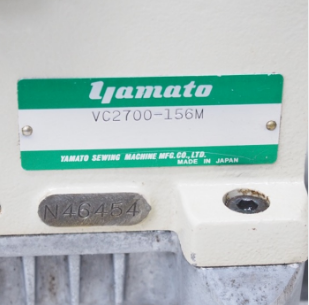 Yamato
VC2700-156M
YAMATO SEWING MACHINE MFG.CO.,LTD.
MADE IN JAPAN
N46454